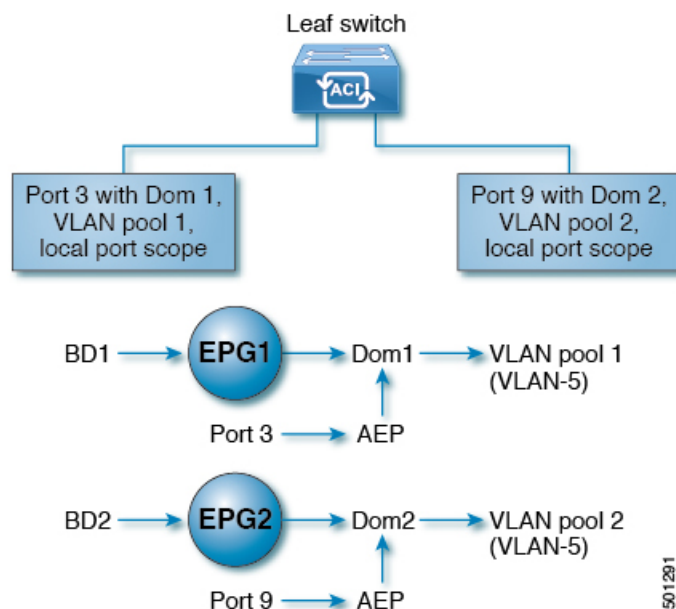 Leaf switch
ACI
Port 3 with Dom 1,
VLAN pool 1,
local port scope
Port 9 with Dom 2,
VLAN pool 2,
local port scope
BD1
EPG1
Dom1
VLAN pool 1
(VLAN-5)
Port 3
AEP
BD2
EPG2
Dom2
VLAN pool 2
(VLAN-5)
Port 9
AEP
501291